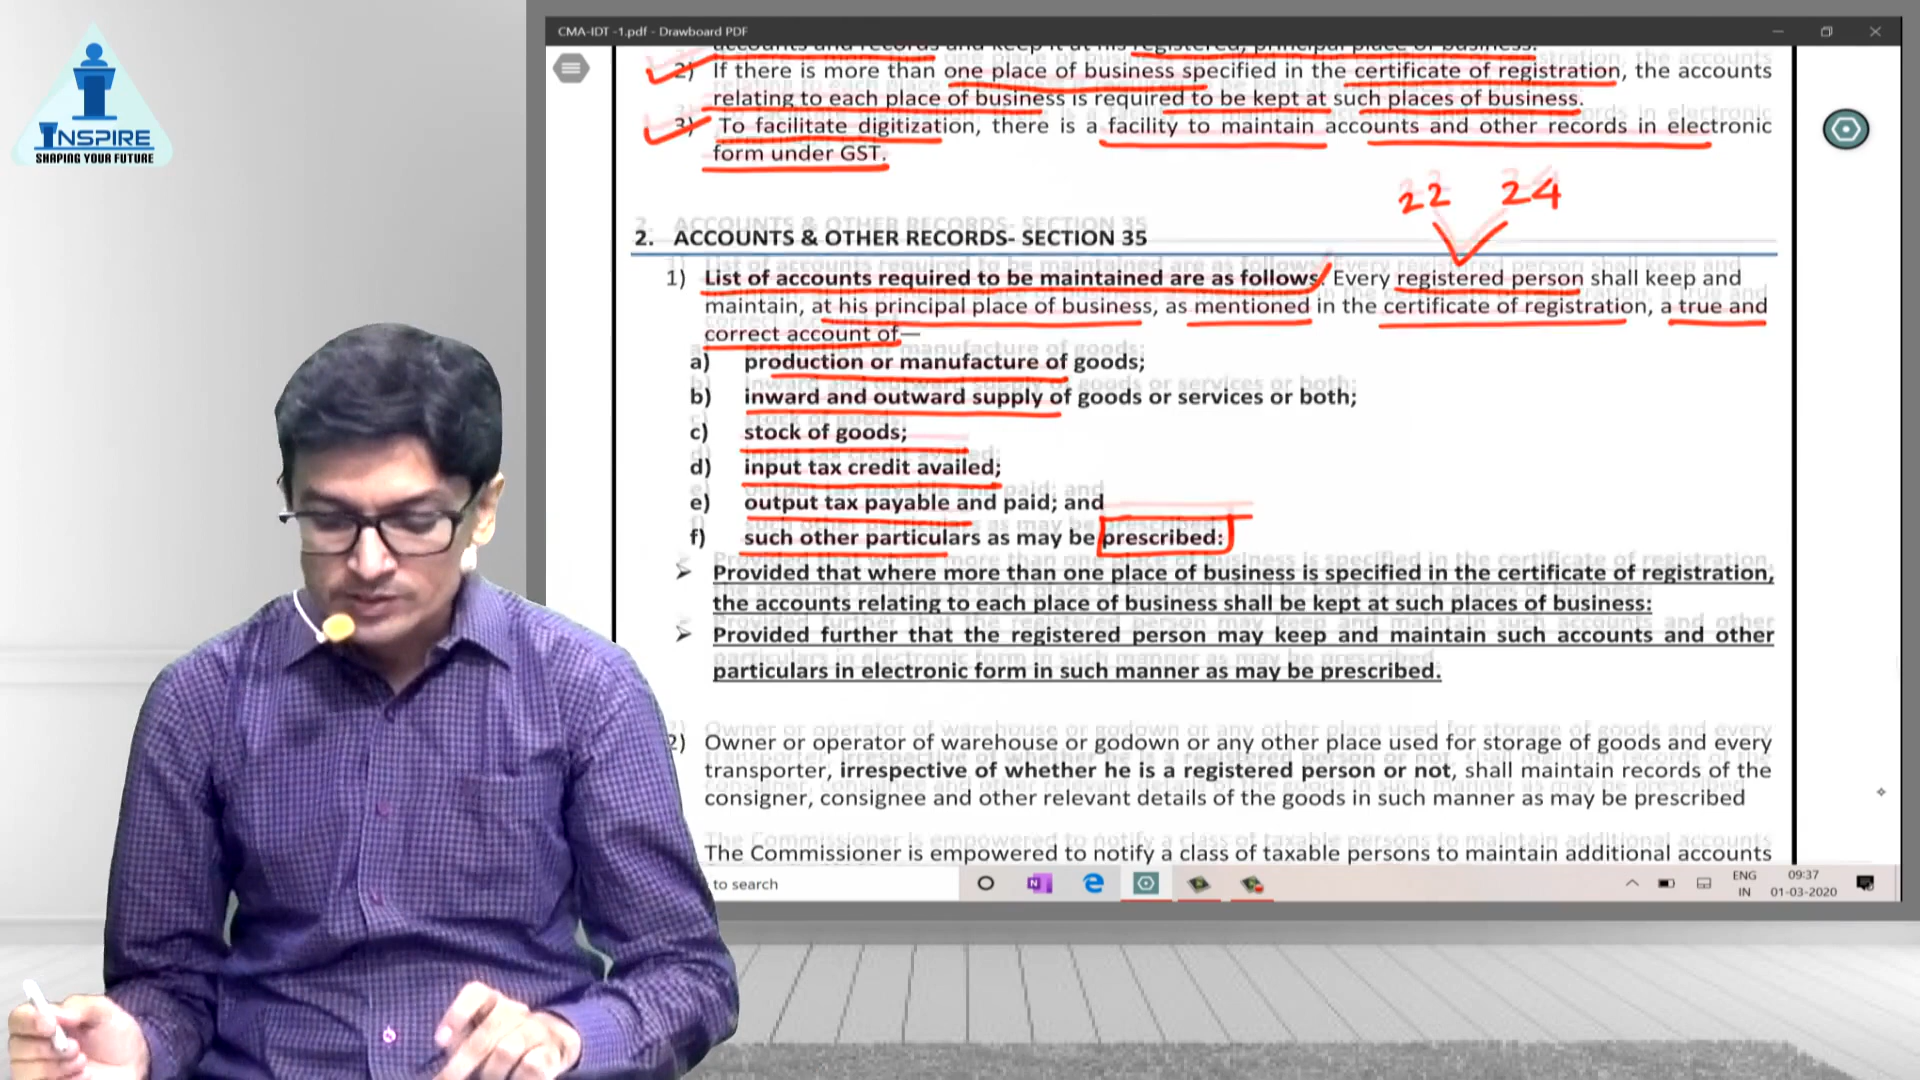 INSPIRE
SHAPING YOUR FUTURE
CMA-IDT -1.pdf - Drawboard PDF
accounts and records and keep it at his registered, principal place of business.
2) If there is more than one place of business specified in the certificate of registration, the accounts
relating to each place of business is required to be kept at such places of business.
3) To facilitate digitization, there is a facility to maintain accounts and other records in electronic
form under GST.
22 24
2. ACCOUNTS & OTHER RECORDS- SECTION 35
1) List of accounts required to be maintained are as follows: Every registered person shall keep and
maintain, at his principal place of business, as mentioned in the certificate of registration, a true and
correct account of—
a) production or manufacture of goods;
b) inward and outward supply of goods or services or both;
c) stock of goods;
d) input tax credit availed;
e) output tax payable and paid; and
f) such other particulars as may be prescribed:
➢ Provided that where more than one place of business is specified in the certificate of registration,
the accounts relating to each place of business shall be kept at such places of business:
➢ Provided further that the registered person may keep and maintain such accounts and other
particulars in electronic form in such manner as may be prescribed.
2) Owner or operator of warehouse or godown or any other place used for storage of goods and every
transporter, irrespective of whether he is a registered person or not, shall maintain records of the
consigner, consignee and other relevant details of the goods in such manner as may be prescribed
The Commissioner is empowered to notify a class of taxable persons to maintain additional accounts
to search
ENG
IN
09:37
01-03-2020